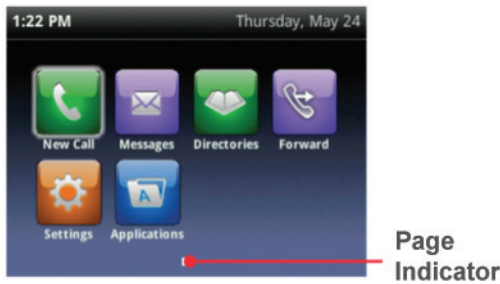 1:22 PM Thursday, May 24
New Call Messages Directories Forward
A
Settings Applications
Page
Indicator